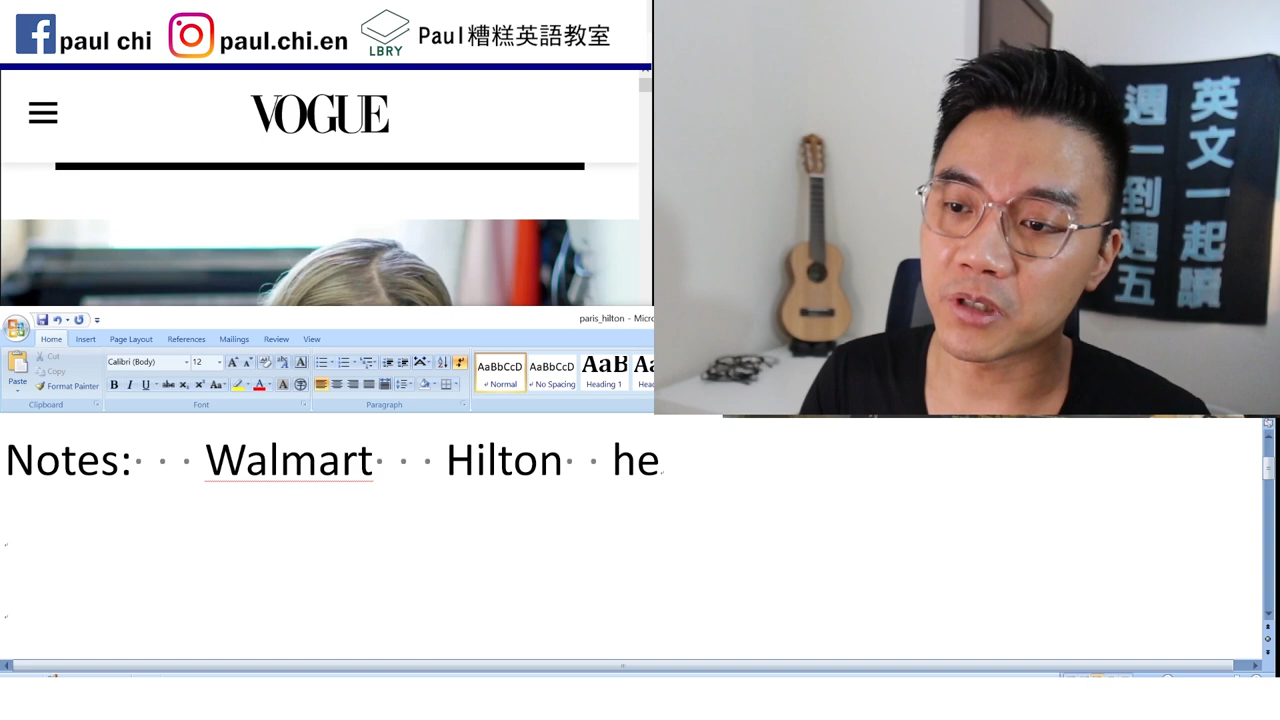 paul chi
paul.chi.en
LBRY
Paul糟糕英語教室
VOGUE
英文一起讀
週一到週五
paris_hilton - Micro
Home Insert Page Layout References Mailings Review View
Paste
Cut
Copy
Format Painter
Calibri (Body) 12
AaBbCcD AaBbCcD AaB AaB
Normal No Spacing Heading 1 Hea
Clipboard Font Paragraph
Notes: Walmart Hilton he